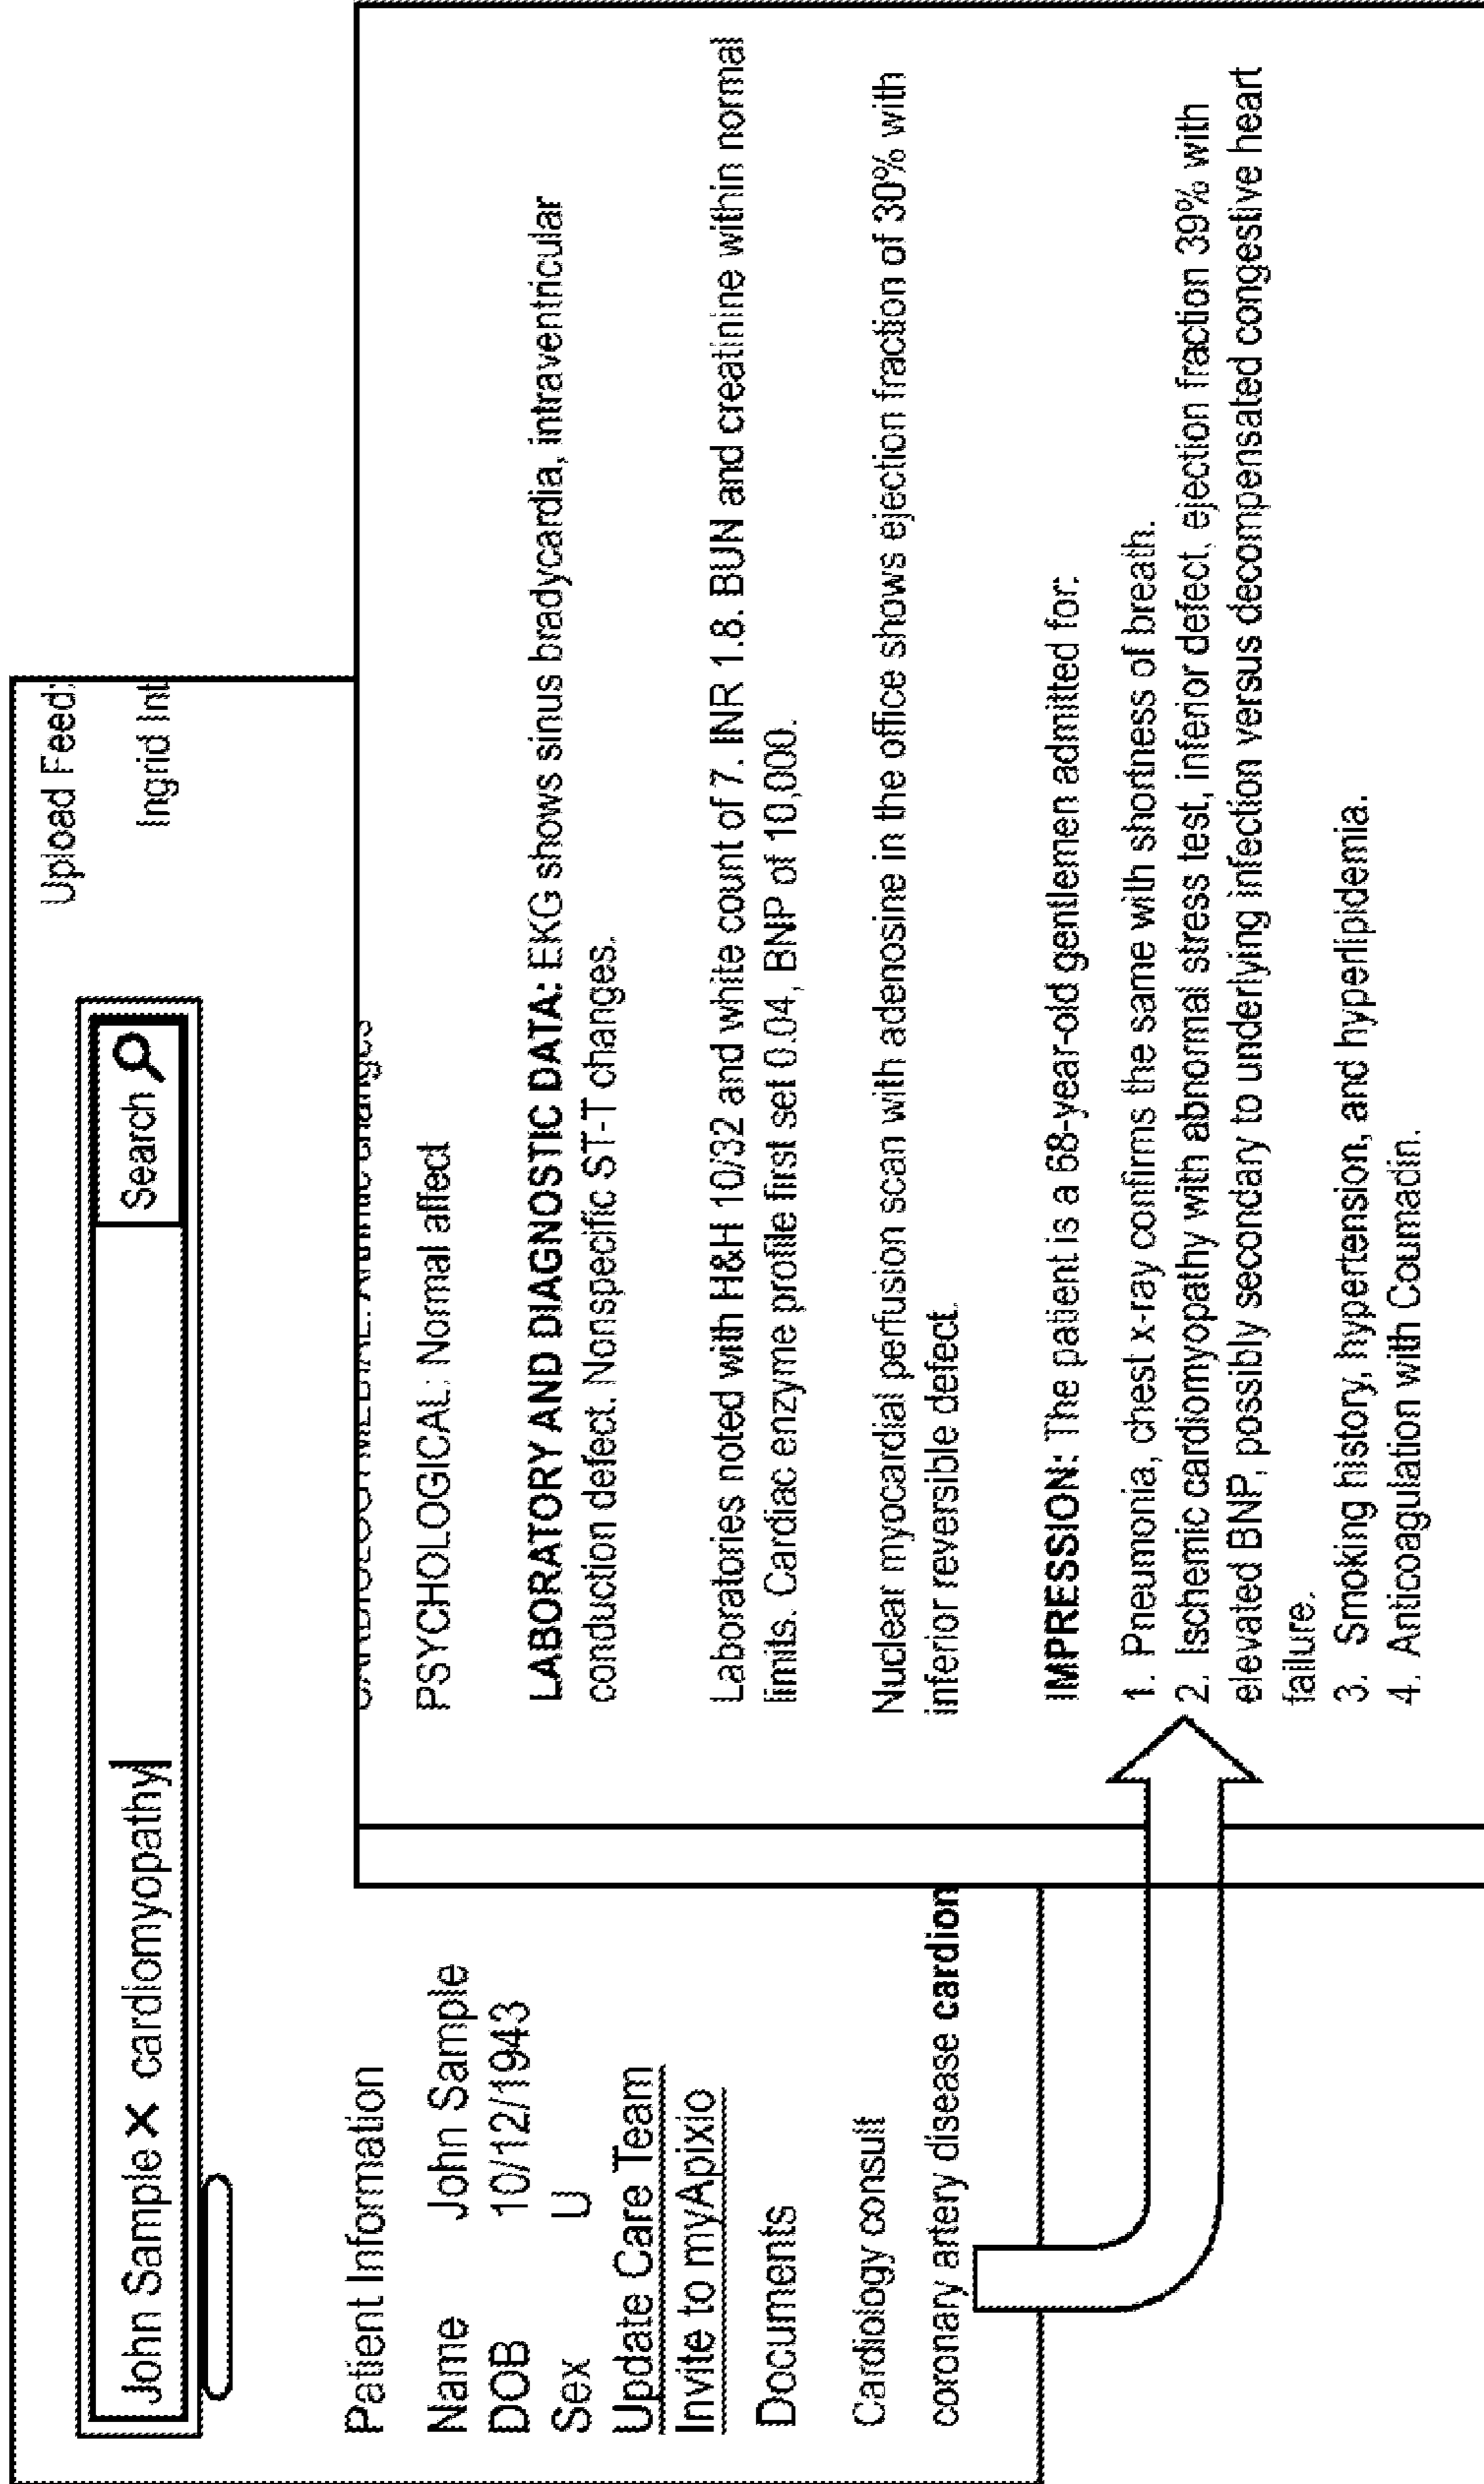 Upload Feed:
John Sample X cardiomyopathy Search
Ingrid Int
Patient Information
Name John Sample
DOB 10/12/1943
Sex U
Update Care Team
Invite to myApixio
Documents
Cardiology consult
coronary artery disease cardion
changes
PSYCHOLOGICAL: Normal affect
LABORATORY AND DIAGNOSTIC DATA: EKG shows sinus bradycardia, intraventricular
conduction defect. Nonspecific ST-T changes.
Laboratories noted with H&H 10/32 and white count of 7. INR 1.8. BUN and creatinine within normal
limits. Cardiac enzyme profile first set 0.04, BNP of 10,000.
Nuclear myocardial perfusion scan with adenosine in the office shows ejection fraction of 30% with
inferior reversible defect.
IMPRESSION: The patient is a 68-year-old gentlemen admitted for:
1. Pneumonia, chest x-ray confirms the same with shortness of breath.
2. Ischemic cardiomyopathy with abnormal stress test, inferior defect, ejection fraction 39% with
elevated BNP, possibly secondary to underlying infection versus decompensated congestive heart
failure.
3. Smoking history, hypertension, and hyperlipidemia.
4. Anticoagulation with Coumadin.